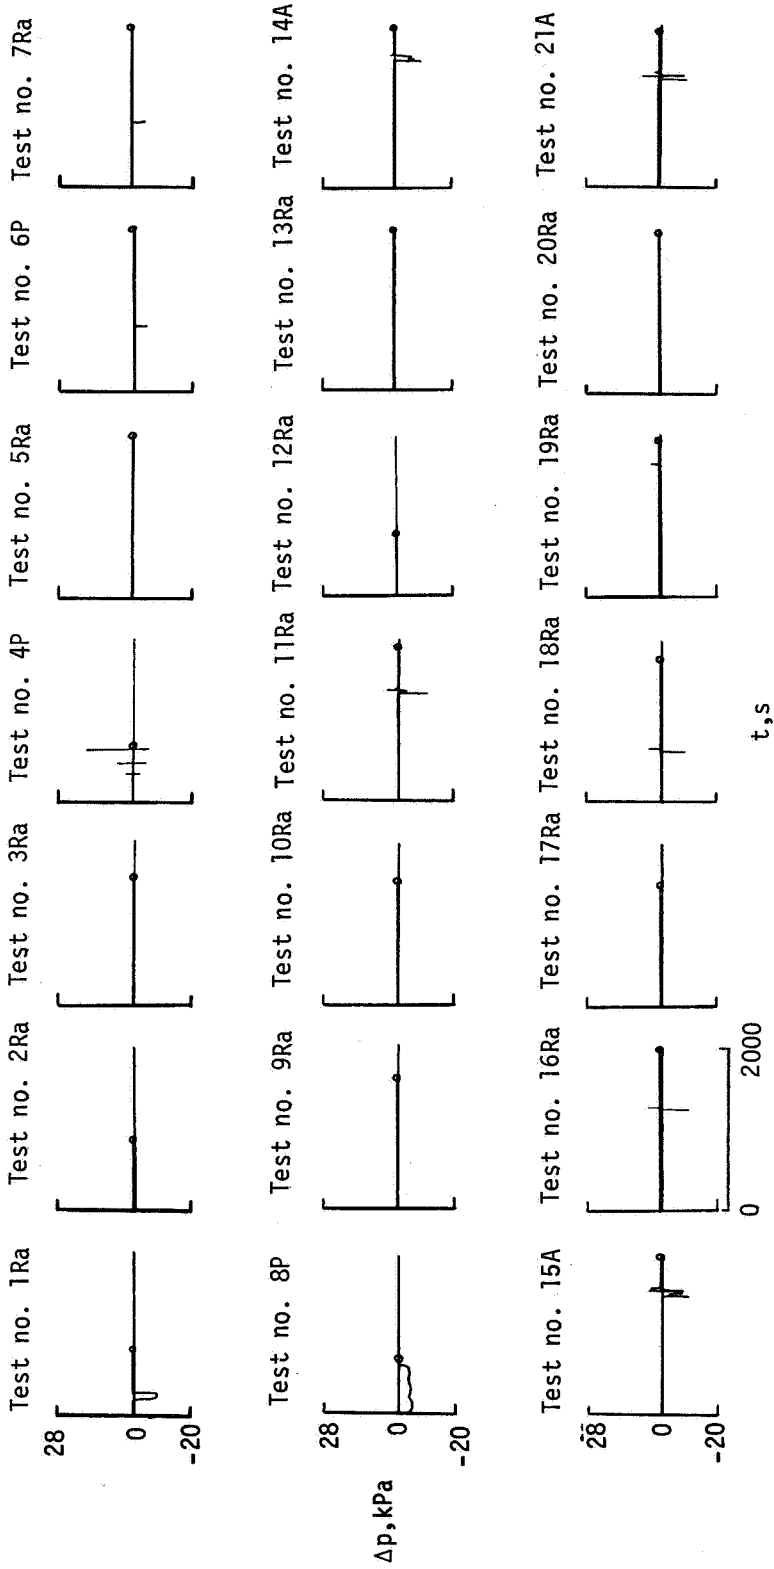 Test no. 1Ra
Test no. 2Ra
Test no. 3Ra
Test no. 4P
Test no. 5Ra
Test no. 6P
Test no. 7Ra
28
0
-20
Test no. 8P
Test no. 9Ra
Test no. 10Ra
Test no. 11Ra
Test no. 12Ra
Test no. 13Ra
Test no. 14A
Δp,kPa
28
0
-20
Test no. 15A
Test no. 16Ra
Test no. 17Ra
Test no. 18Ra
Test no. 19Ra
Test no. 20Ra
Test no. 21A
28
0
-20
0
2000
t,s